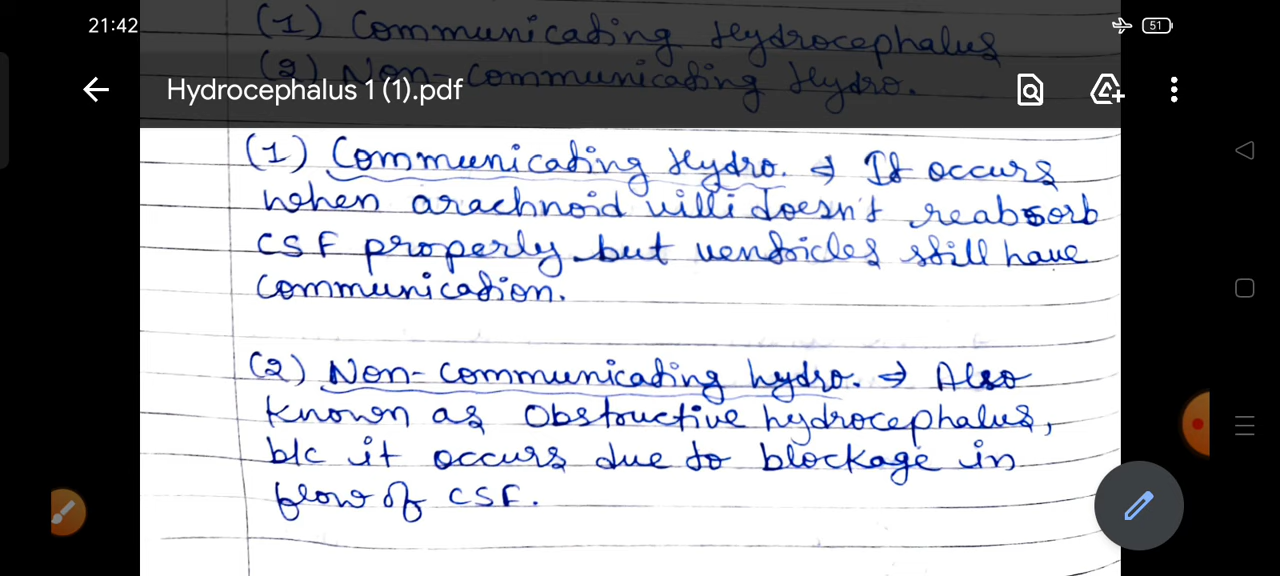 21:42
51
(1) Communicating Hydrocephalus
(2) Non-communicating Hydro.
Hydrocephalus 1 (1).pdf
(1) Communicating Hydro. → It occurs
when arachnoid villi doesn't reabsorb
CSF properly but ventricles still have
communication.
(2) Non-communicating hydro. → Also
known as Obstructive hydrocephalus,
b/c it occurs due to blockage in
flow of CSF.